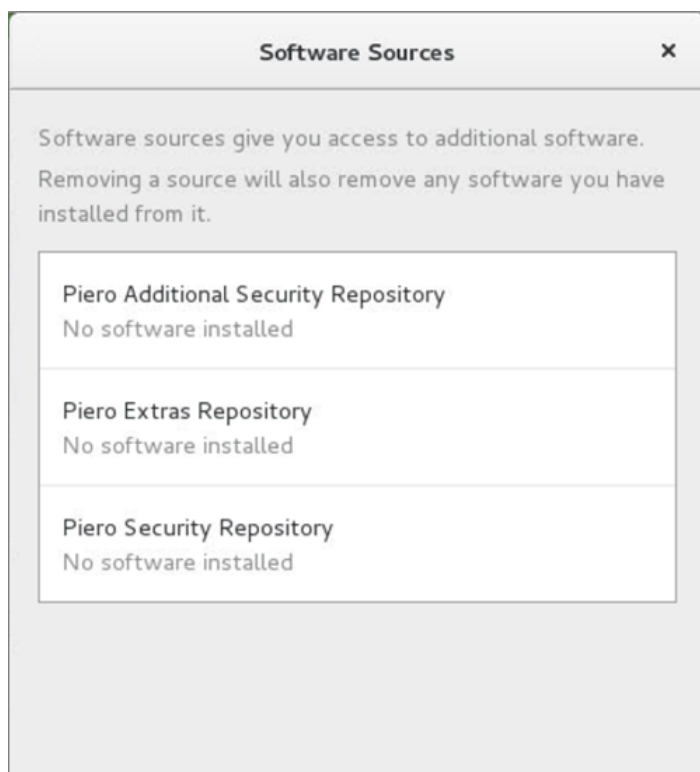 Software Sources
Software sources give you access to additional software.
Removing a source will also remove any software you have
installed from it.
Piero Additional Security Repository
No software installed
Piero Extras Repository
No software installed
Piero Security Repository
No software installed